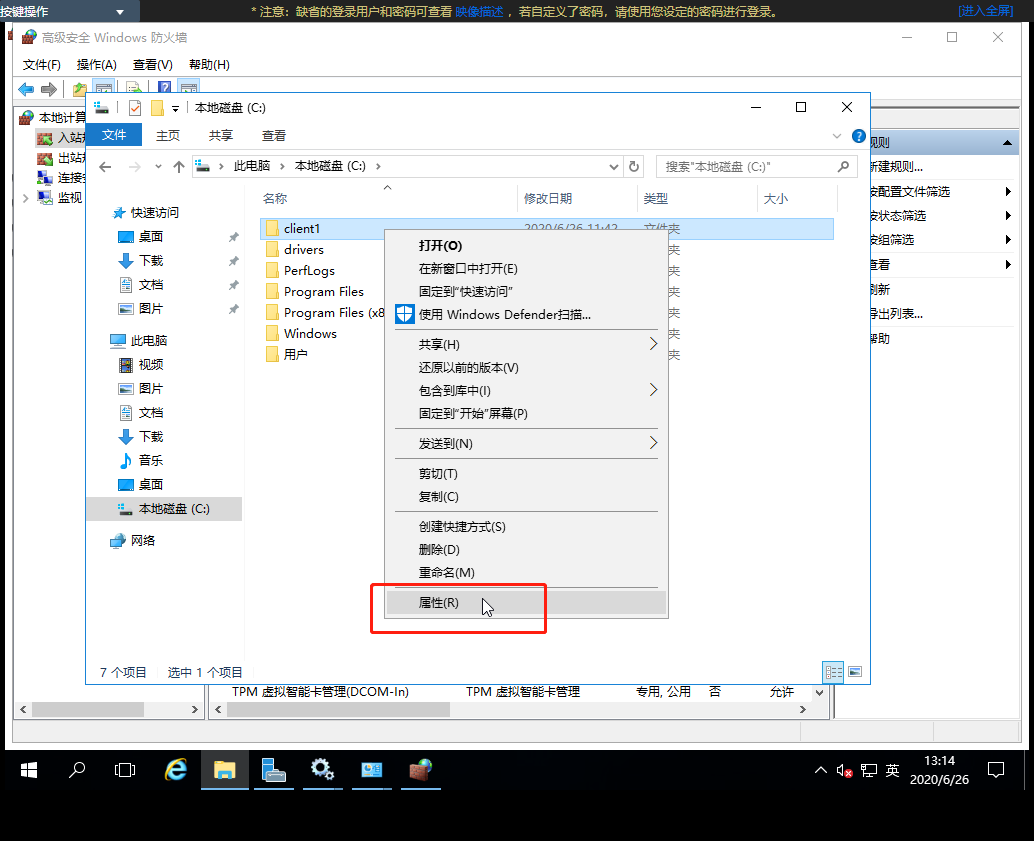 按键操作
* 注意：缺省的登录用户和密码可查看 映像描述 ，若自定义了密码，请使用您设定的密码进行登录。
[进入全屏]
高级安全 Windows 防火墙
文件(F) 操作(A) 查看(V) 帮助(H)
本地计算
入站规
出站规
连接安
监视
本地磁盘 (C:)
文件 主页 共享 查看
此电脑 本地磁盘 (C:)
搜索"本地磁盘 (C:)"
名称 修改日期 类型 大小
快速访问
桌面
下载
文档
图片
此电脑
视频
图片
文档
下载
音乐
桌面
本地磁盘 (C:)
网络
client1 2020/6/26 11:42 文件夹
drivers 夹
PerfLogs 夹
Program Files 夹
Program Files (x8 夹
Windows 夹
用户 夹
打开(O)
在新窗口中打开(E)
固定到"快速访问"
使用 Windows Defender扫描...
共享(H)
还原以前的版本(V)
包含到库中(I)
固定到"开始"屏幕(P)
发送到(N)
剪切(T)
复制(C)
创建快捷方式(S)
删除(D)
重命名(M)
属性(R)
7 个项目 选中 1 个项目
规则
新建规则...
按配置文件筛选
按状态筛选
按组筛选
查看
刷新
导出列表...
帮助
TPM 虚拟智能卡管理(DCOM-In) TPM 虚拟智能卡管理 专用, 公用 否 允许
英
13:14
2020/6/26